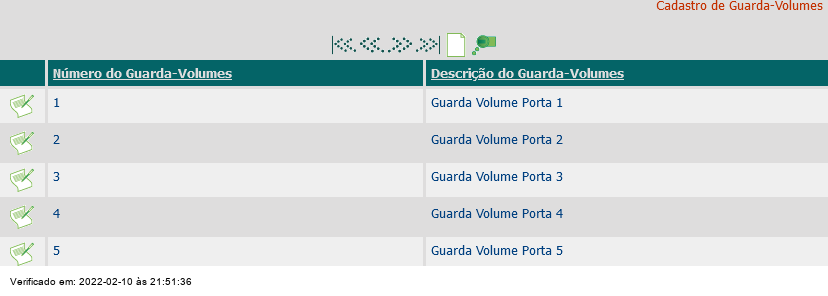 Cadastro de Guarda-Volumes
Número do Guarda-Volumes Descrição do Guarda-Volumes
1 Guarda Volume Porta 1
2 Guarda Volume Porta 2
3 Guarda Volume Porta 3
4 Guarda Volume Porta 4
5 Guarda Volume Porta 5
Verificado em: 2022-02-10 às 21:51:36